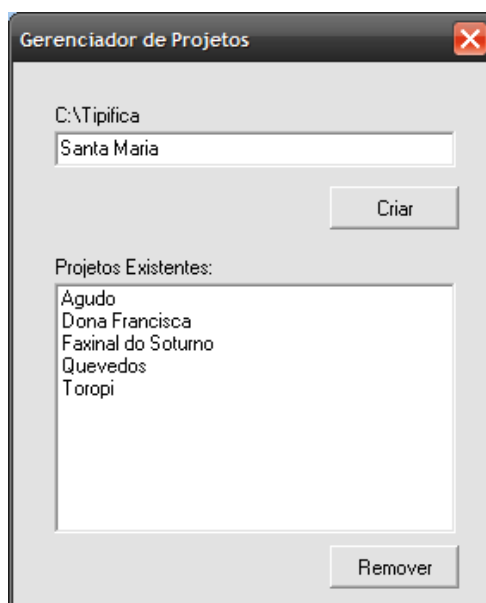 Gerenciador de Projetos
C:\Tipifica
Santa Maria
Criar
Projetos Existentes:
Agudo
Dona Francisca
Faxinal do Soturno
Quevedos
Toropi
Remover